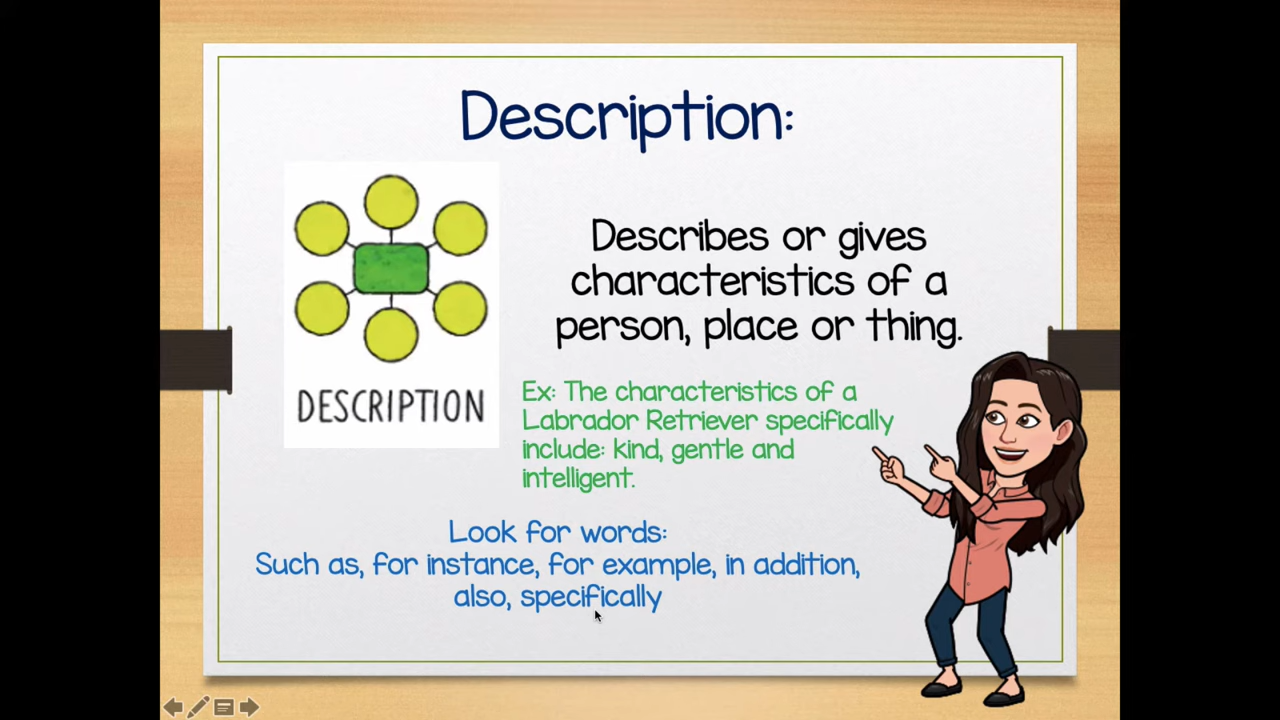 Description:
DESCRIPTION
Describes or gives
characteristics of a
person, place or thing.
Ex: The characteristics of a
Labrador Retriever specifically
include: kind, gentle and
intelligent.
Look for words:
Such as, for instance, for example, in addition,
also, specifically